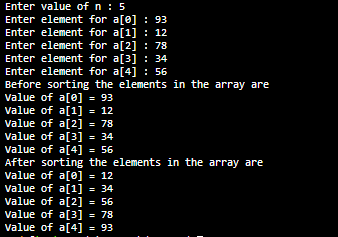 Enter value of n : 5
Enter element for a[0] : 93
Enter element for a[1] : 12
Enter element for a[2] : 78
Enter element for a[3] : 34
Enter element for a[4] : 56
Before sorting the elements in the array are
Value of a[0] = 93
Value of a[1] = 12
Value of a[2] = 78
Value of a[3] = 34
Value of a[4] = 56
After sorting the elements in the array are
Value of a[0] = 12
Value of a[1] = 34
Value of a[2] = 56
Value of a[3] = 78
Value of a[4] = 93